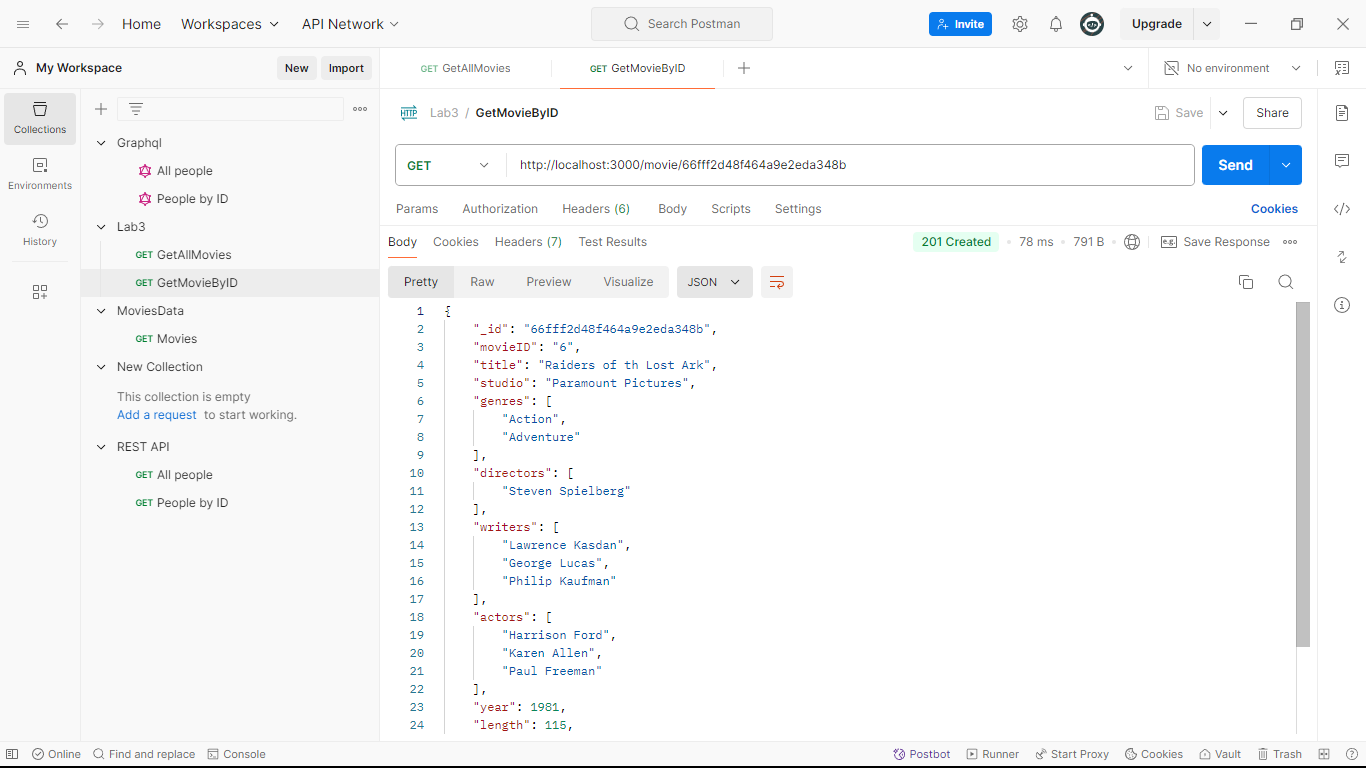 Home Workspaces API Network Search Postman Invite Upgrade
My Workspace New Import GET GetAllMovies GET GetMovieByID No environment
Collections
Environments
History
Graphql
All people
People by ID
Lab3
GET GetAllMovies
GET GetMovieByID
MoviesData
GET Movies
New Collection
This collection is empty
Add a request to start working.
REST API
GET All people
GET People by ID
HTTP Lab3 / GetMovieByID Save Share
GET http://localhost:3000/movie/66fff2d48f464a9e2eda348b Send
Params Authorization Headers (6) Body Scripts Settings Cookies
Body Cookies Headers (7) Test Results 201 Created 78 ms 791 B e.g. Save Response
Pretty Raw Preview Visualize JSON
1 {
2 "_id": "66fff2d48f464a9e2eda348b",
3 "movieID": "6",
4 "title": "Raiders of th Lost Ark",
5 "studio": "Paramount Pictures",
6 "genres": [
7 "Action",
8 "Adventure"
9 ],
10 "directors": [
11 "Steven Spielberg"
12 ],
13 "writers": [
14 "Lawrence Kasdan",
15 "George Lucas",
16 "Philip Kaufman"
17 ],
18 "actors": [
19 "Harrison Ford",
20 "Karen Allen",
21 "Paul Freeman"
22 ],
23 "year": 1981,
24 "length": 115,
Online Find and replace Console Postbot Runner Start Proxy Cookies Vault Trash